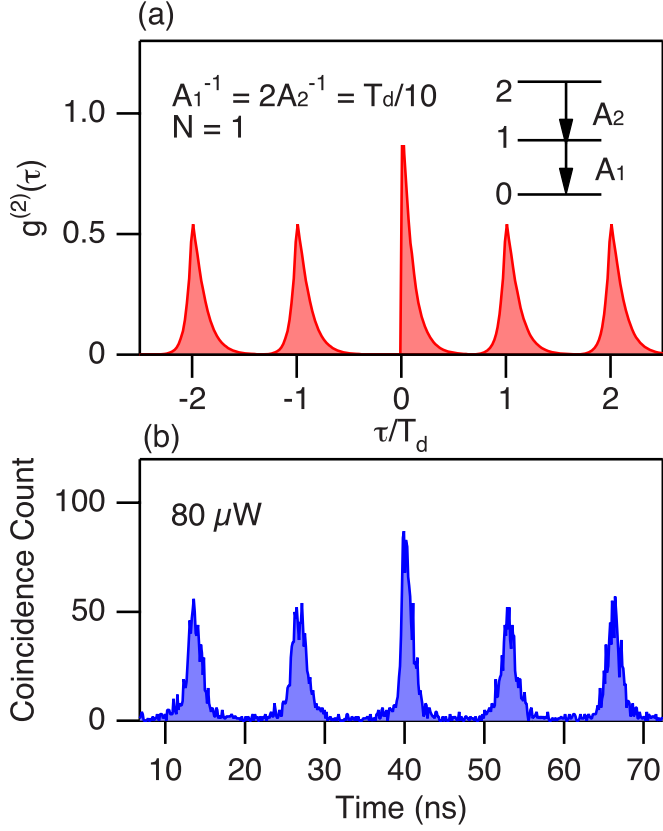 (a)
A₁⁻¹ = 2A₂⁻¹ = T_d/10
N = 1
2
A₂
1
A₁
0
g⁽²⁾(τ)
1.0
0.5
0
-2 -1 0 1 2
τ/T_d
(b)
80 μW
Coincidence Count
100
50
0
10 20 30 40 50 60 70
Time (ns)